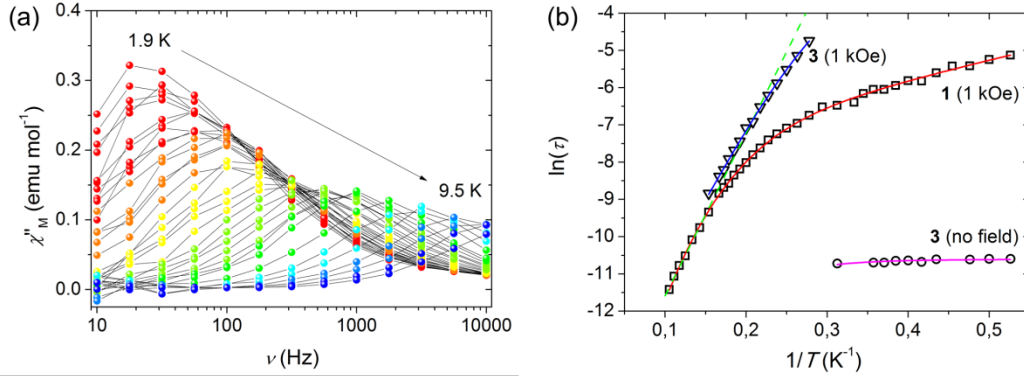 (a)
1.9 K
9.5 K
χ"M (emu mol⁻¹)
0.4
0.3
0.2
0.1
0.0
10 100 1000 10000
ν (Hz)
(b)
3 (1 kOe)
1 (1 kOe)
3 (no field)
ln(τ)
-4
-5
-6
-7
-8
-9
-10
-11
-12
0,1 0,2 0,3 0,4 0,5
1/T (K⁻¹)